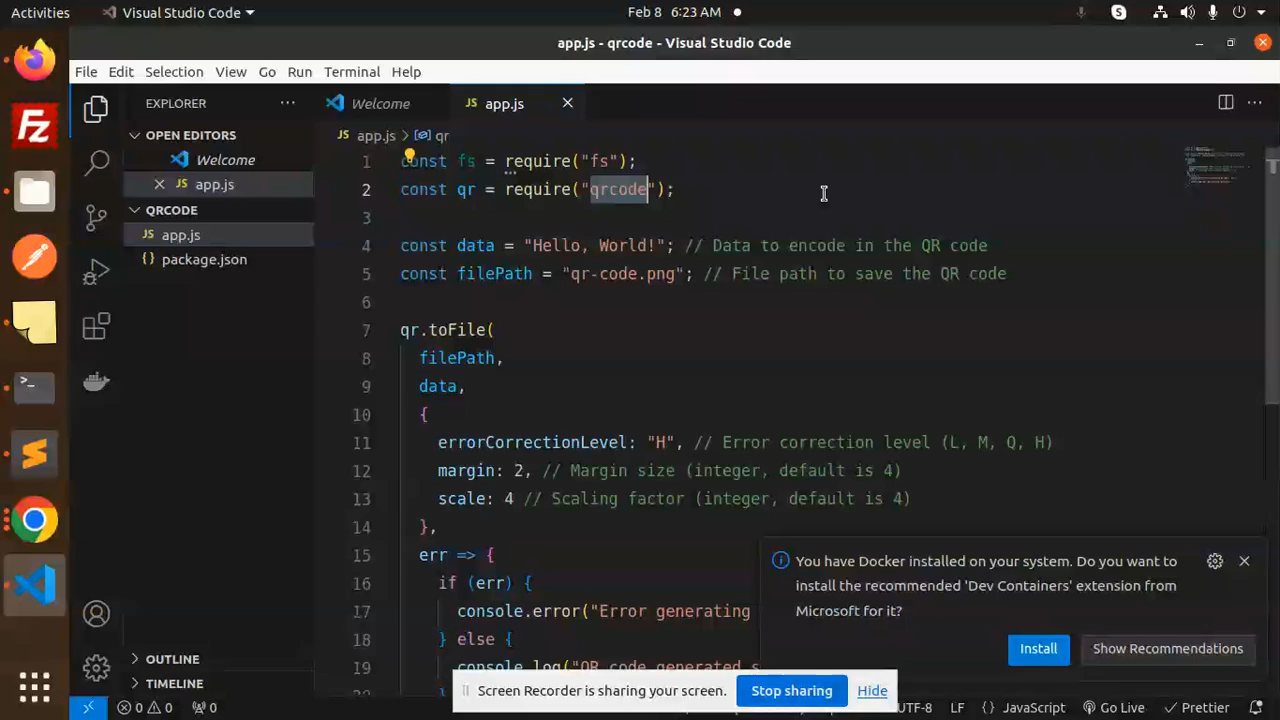 Activities
Visual Studio Code
Feb 8 6:23 AM
app.js - qrcode - Visual Studio Code
File Edit Selection View Go Run Terminal Help
EXPLORER
OPEN EDITORS
Welcome
app.js
QRCODE
app.js
package.json
OUTLINE
TIMELINE
Welcome
app.js
app.js > qr
1 const fs = require("fs");
2 const qr = require("qrcode");
3
4 const data = "Hello, World!"; // Data to encode in the QR code
5 const filePath = "qr-code.png"; // File path to save the QR code
6
7 qr.toFile(
8 filePath,
9 data,
10 {
11 errorCorrectionLevel: "H", // Error correction level (L, M, Q, H)
12 margin: 2, // Margin size (integer, default is 4)
13 scale: 4 // Scaling factor (integer, default is 4)
14 },
15 err => {
16 if (err) {
17 console.error("Error generating
18 } else {
19 console.log("QR code generated s
You have Docker installed on your system. Do you want to
install the recommended 'Dev Containers' extension from
Microsoft for it?
Install
Show Recommendations
Screen Recorder is sharing your screen.
Stop sharing
Hide
0 0 0
UTF-8 LF {} JavaScript Go Live Prettier